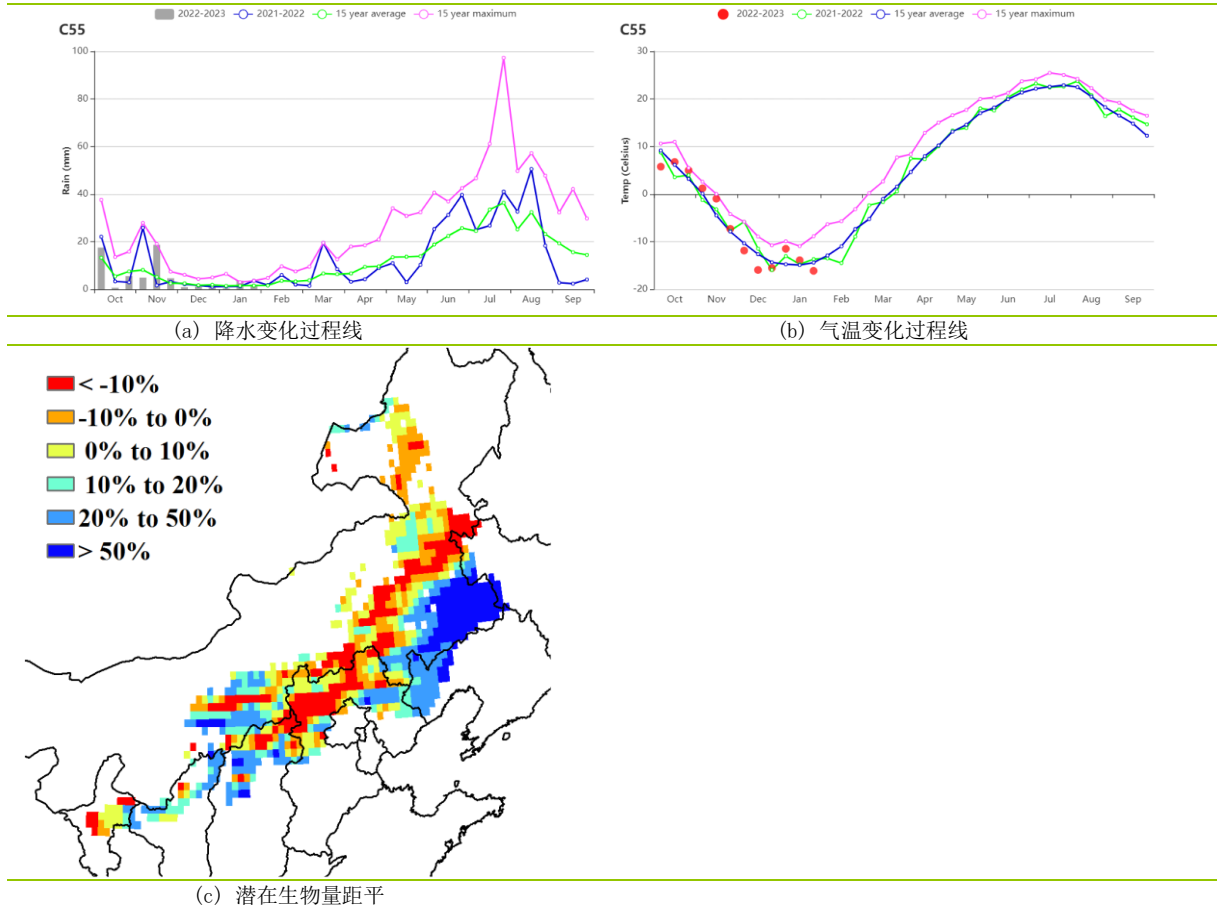 2022-2023 2021-2022 15 year average 15 year maximum
C55
100
80
60
40
20
0
Rain (mm)
Oct Nov Dec Jan Feb Mar Apr May Jun Jul Aug Sep
(a) 降水变化过程线
2022-2023 2021-2022 15 year average 15 year maximum
C55
30
20
10
0
-10
-20
Temp (Celsius)
Oct Nov Dec Jan Feb Mar Apr May Jun Jul Aug Sep
(b) 气温变化过程线
< -10%
-10% to 0%
0% to 10%
10% to 20%
20% to 50%
> 50%
(c) 潜在生物量距平